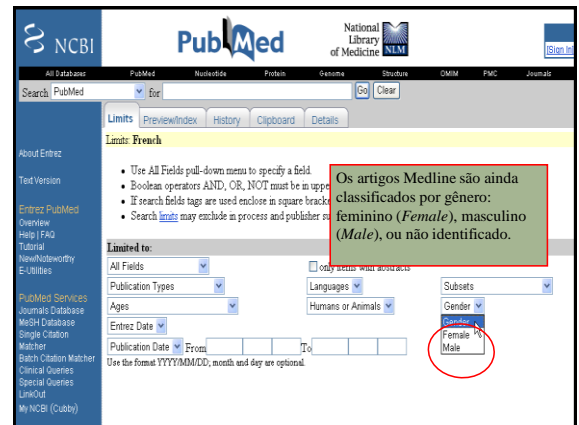 NCBI
PubMed
National
Library
of Medicine NLM
[Sign In]
All Databases PubMed Nucleotide Protein Genome Structure OMIM PMC Journals
Search PubMed for Go Clear
Limits Preview/Index History Clipboard Details
Limits: French
About Entrez
Text Version
Entrez PubMed
Overview
Help | FAQ
Tutorial
New/Noteworthy
E-Utilities
PubMed Services
Journals Database
MeSH Database
Single Citation
Matcher
Batch Citation Matcher
Clinical Queries
Special Queries
LinkOut
My NCBI (Cubby)
Use All Fields pull-down menu to specify a field.
Boolean operators AND, OR, NOT must be in upper
If search fields tags are used enclose in square bracke
Search limits may exclude in process and publisher su
Os artigos Medline são ainda
classificados por gênero:
feminino (Female), masculino
(Male), ou não identificado.
Limited to:
All Fields only items with abstracts
Publication Types Languages Subsets
Ages Humans or Animals Gender
Entrez Date Gender
Female
Male
Publication Date From To
Use the format YYYY/MM/DD; month and day are optional.